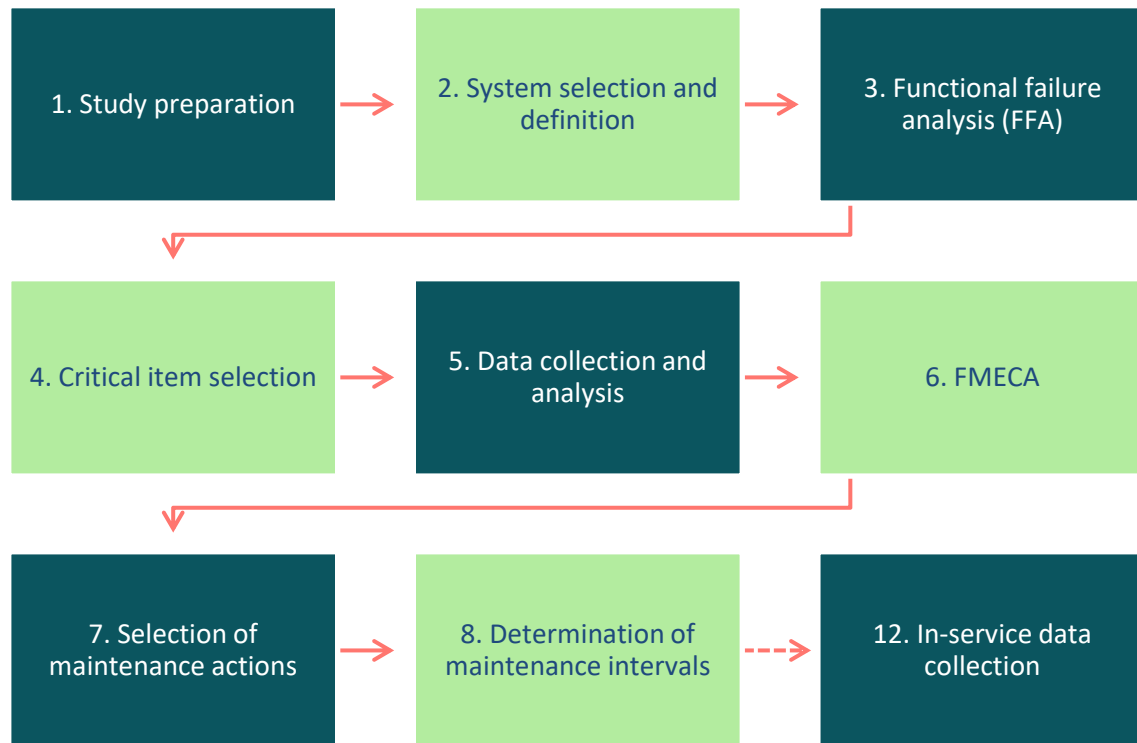 1. Study preparation
2. System selection and
definition
3. Functional failure
analysis (FFA)
4. Critical item selection
5. Data collection and
analysis
6. FMECA
7. Selection of
maintenance actions
8. Determination of
maintenance intervals
12. In-service data
collection